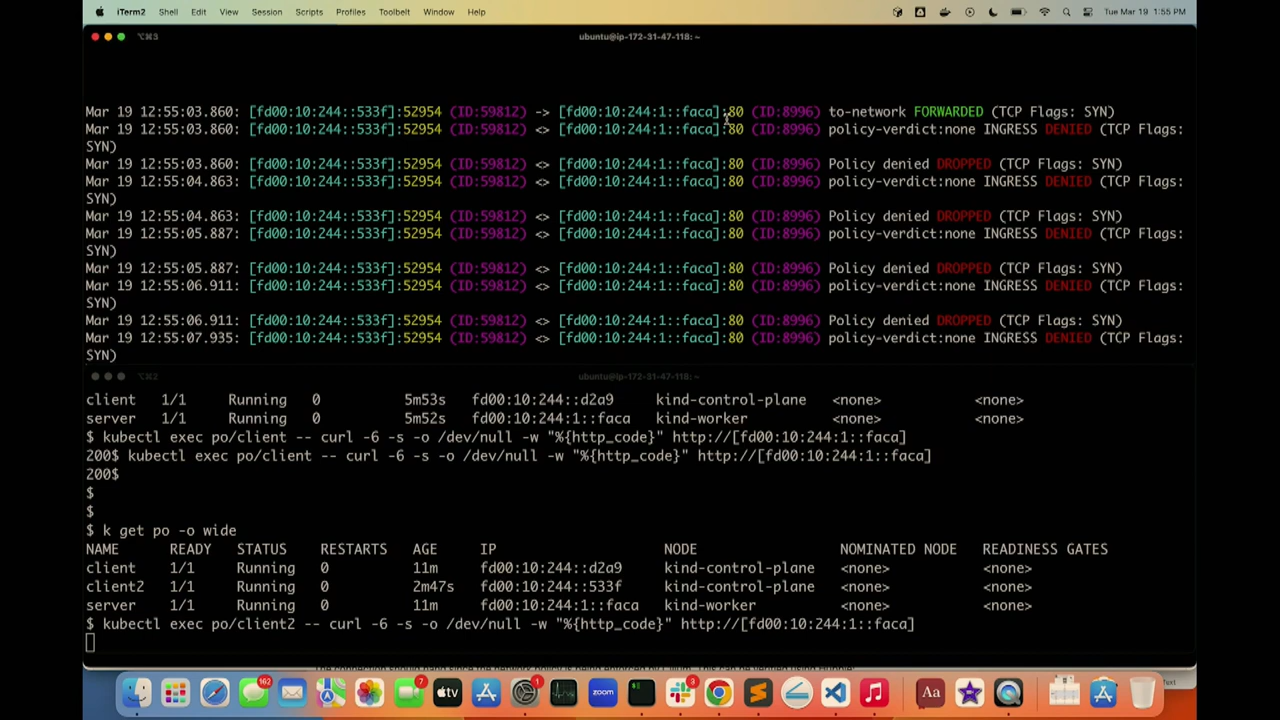 iTerm2 Shell Edit View Session Scripts Profiles Toolbelt Window Help Tue Mar 19 1:55 PM
⌥⌘3 ubuntu@ip-172-31-47-118: ~
Mar 19 12:55:03.860: [fd00:10:244::533f]:52954 (ID:59812) -> [fd00:10:244:1::faca]:80 (ID:8996) to-network FORWARDED (TCP Flags: SYN)
Mar 19 12:55:03.860: [fd00:10:244::533f]:52954 (ID:59812) <> [fd00:10:244:1::faca]:80 (ID:8996) policy-verdict:none INGRESS DENIED (TCP Flags:
SYN)
Mar 19 12:55:03.860: [fd00:10:244::533f]:52954 (ID:59812) <> [fd00:10:244:1::faca]:80 (ID:8996) Policy denied DROPPED (TCP Flags: SYN)
Mar 19 12:55:04.863: [fd00:10:244::533f]:52954 (ID:59812) <> [fd00:10:244:1::faca]:80 (ID:8996) policy-verdict:none INGRESS DENIED (TCP Flags:
SYN)
Mar 19 12:55:04.863: [fd00:10:244::533f]:52954 (ID:59812) <> [fd00:10:244:1::faca]:80 (ID:8996) Policy denied DROPPED (TCP Flags: SYN)
Mar 19 12:55:05.887: [fd00:10:244::533f]:52954 (ID:59812) <> [fd00:10:244:1::faca]:80 (ID:8996) policy-verdict:none INGRESS DENIED (TCP Flags:
SYN)
Mar 19 12:55:05.887: [fd00:10:244::533f]:52954 (ID:59812) <> [fd00:10:244:1::faca]:80 (ID:8996) Policy denied DROPPED (TCP Flags: SYN)
Mar 19 12:55:06.911: [fd00:10:244::533f]:52954 (ID:59812) <> [fd00:10:244:1::faca]:80 (ID:8996) policy-verdict:none INGRESS DENIED (TCP Flags:
SYN)
Mar 19 12:55:06.911: [fd00:10:244::533f]:52954 (ID:59812) <> [fd00:10:244:1::faca]:80 (ID:8996) Policy denied DROPPED (TCP Flags: SYN)
Mar 19 12:55:07.935: [fd00:10:244::533f]:52954 (ID:59812) <> [fd00:10:244:1::faca]:80 (ID:8996) policy-verdict:none INGRESS DENIED (TCP Flags:
SYN)
⌥⌘2 ubuntu@ip-172-31-47-118: ~
client 1/1 Running 0 5m53s fd00:10:244::d2a9 kind-control-plane <none> <none>
server 1/1 Running 0 5m52s fd00:10:244:1::faca kind-worker <none> <none>
$ kubectl exec po/client -- curl -6 -s -o /dev/null -w "%{http_code}" http://[fd00:10:244:1::faca]
200$ kubectl exec po/client -- curl -6 -s -o /dev/null -w "%{http_code}" http://[fd00:10:244:1::faca]
200$
$
$
$ k get po -o wide
NAME READY STATUS RESTARTS AGE IP NODE NOMINATED NODE READINESS GATES
client 1/1 Running 0 11m fd00:10:244::d2a9 kind-control-plane <none> <none>
client2 1/1 Running 0 2m47s fd00:10:244::533f kind-control-plane <none> <none>
server 1/1 Running 0 11m fd00:10:244:1::faca kind-worker <none> <none>
$ kubectl exec po/client2 -- curl -6 -s -o /dev/null -w "%{http_code}" http://[fd00:10:244:1::faca]
162 7 tv 1 zoom 3 Aa